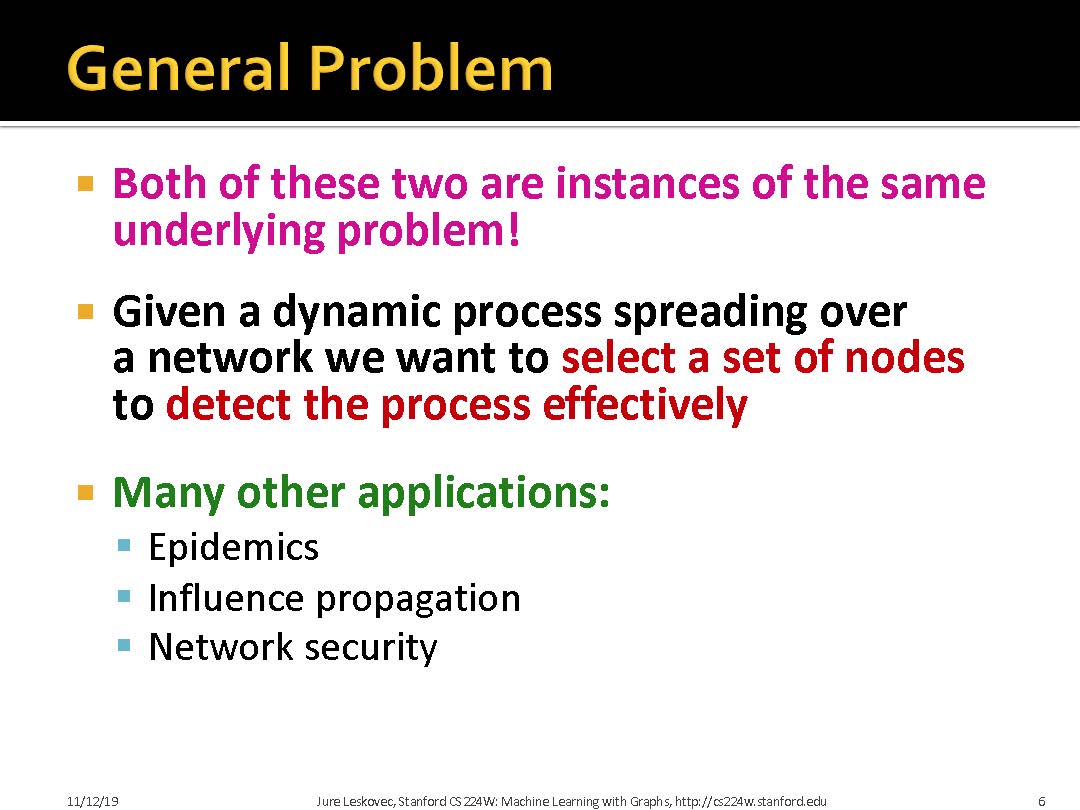 General Problem
Both of these two are instances of the same
underlying problem!
Given a dynamic process spreading over
a network we want to select a set of nodes
to detect the process effectively
Many other applications:
Epidemics
Influence propagation
Network security
11/12/19
Jure Leskovec, Stanford CS224W: Machine Learning with Graphs, http://cs224w.stanford.edu
6